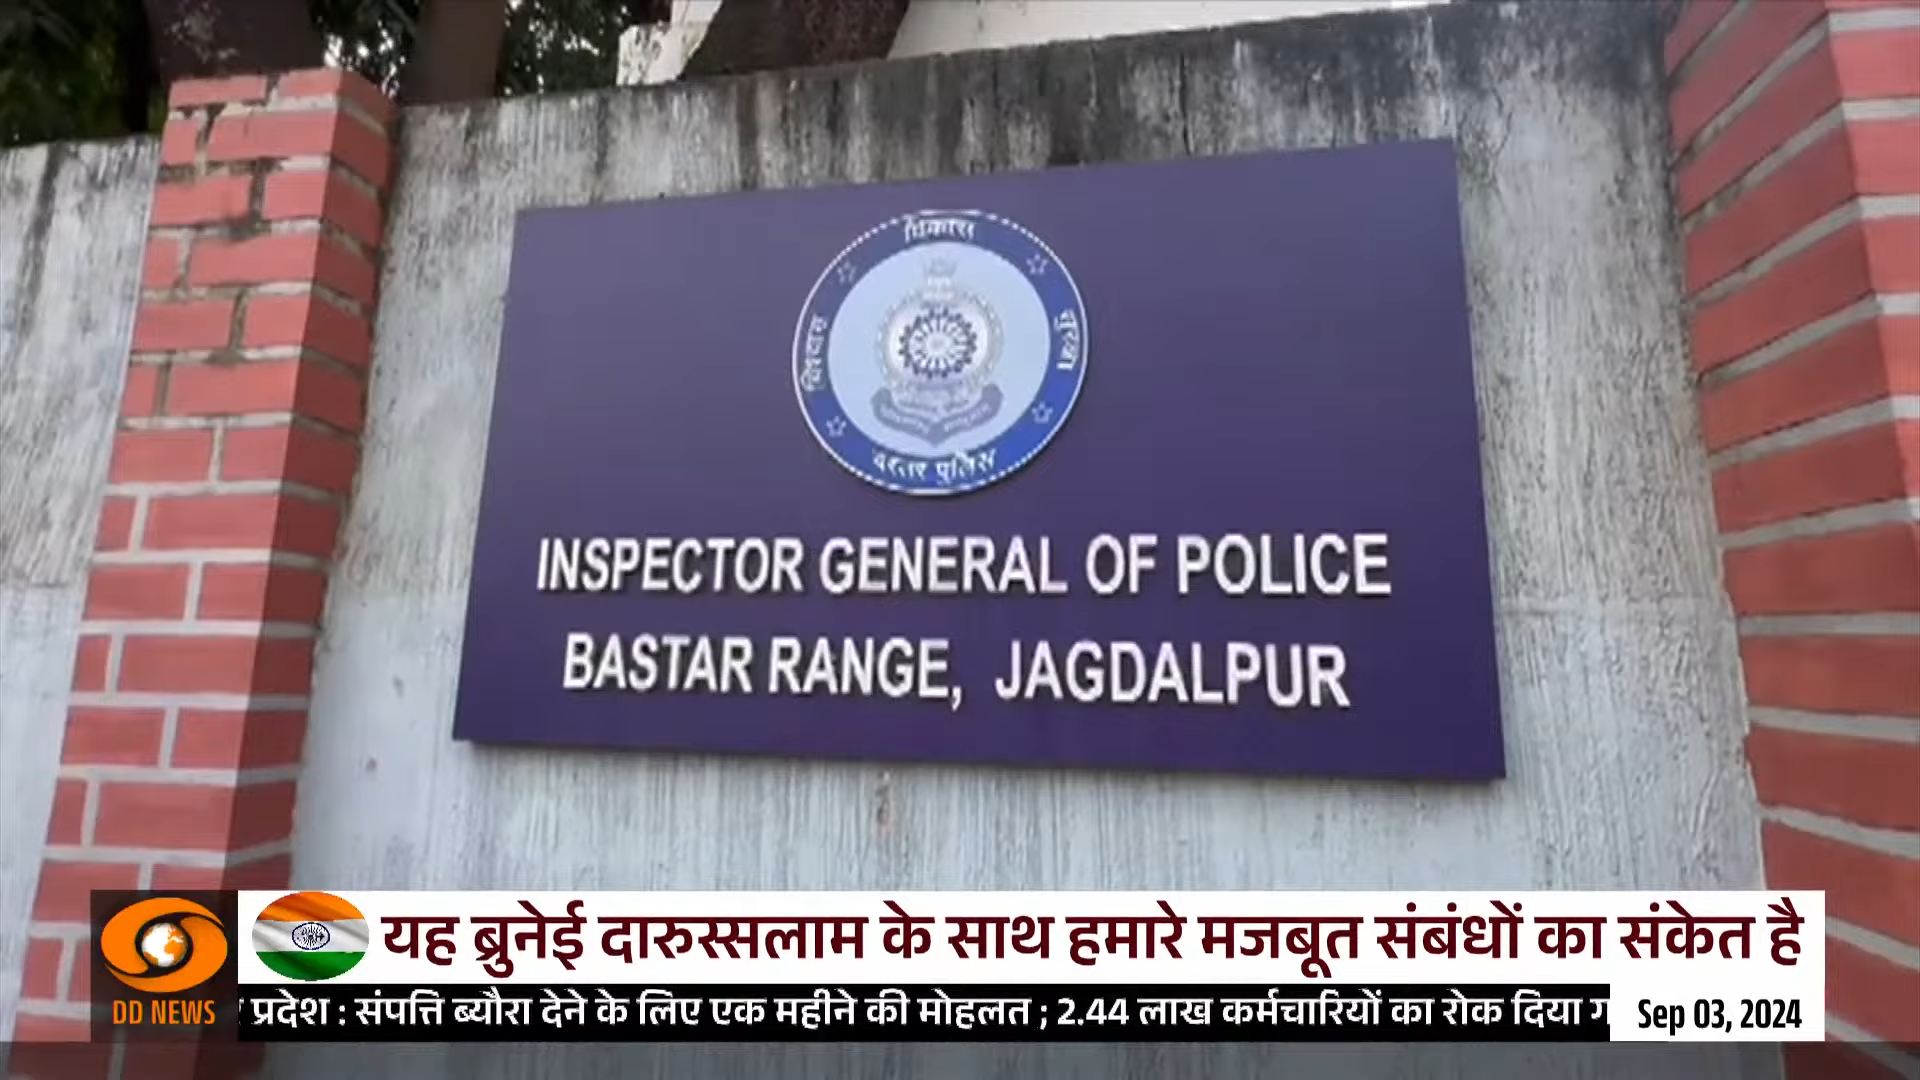 विकास
विश्वास
सुरक्षा
बस्तर पुलिस
INSPECTOR GENERAL OF POLICE
BASTAR RANGE, JAGDALPUR
यह ब्रुनेई दारुस्सलाम के साथ हमारे मजबूत संबंधों का संकेत है
DD NEWS
प्रदेश : संपत्ति ब्यौरा देने के लिए एक महीने की मोहलत ; 2.44 लाख कर्मचारियों का रोक दिया ग
Sep 03, 2024